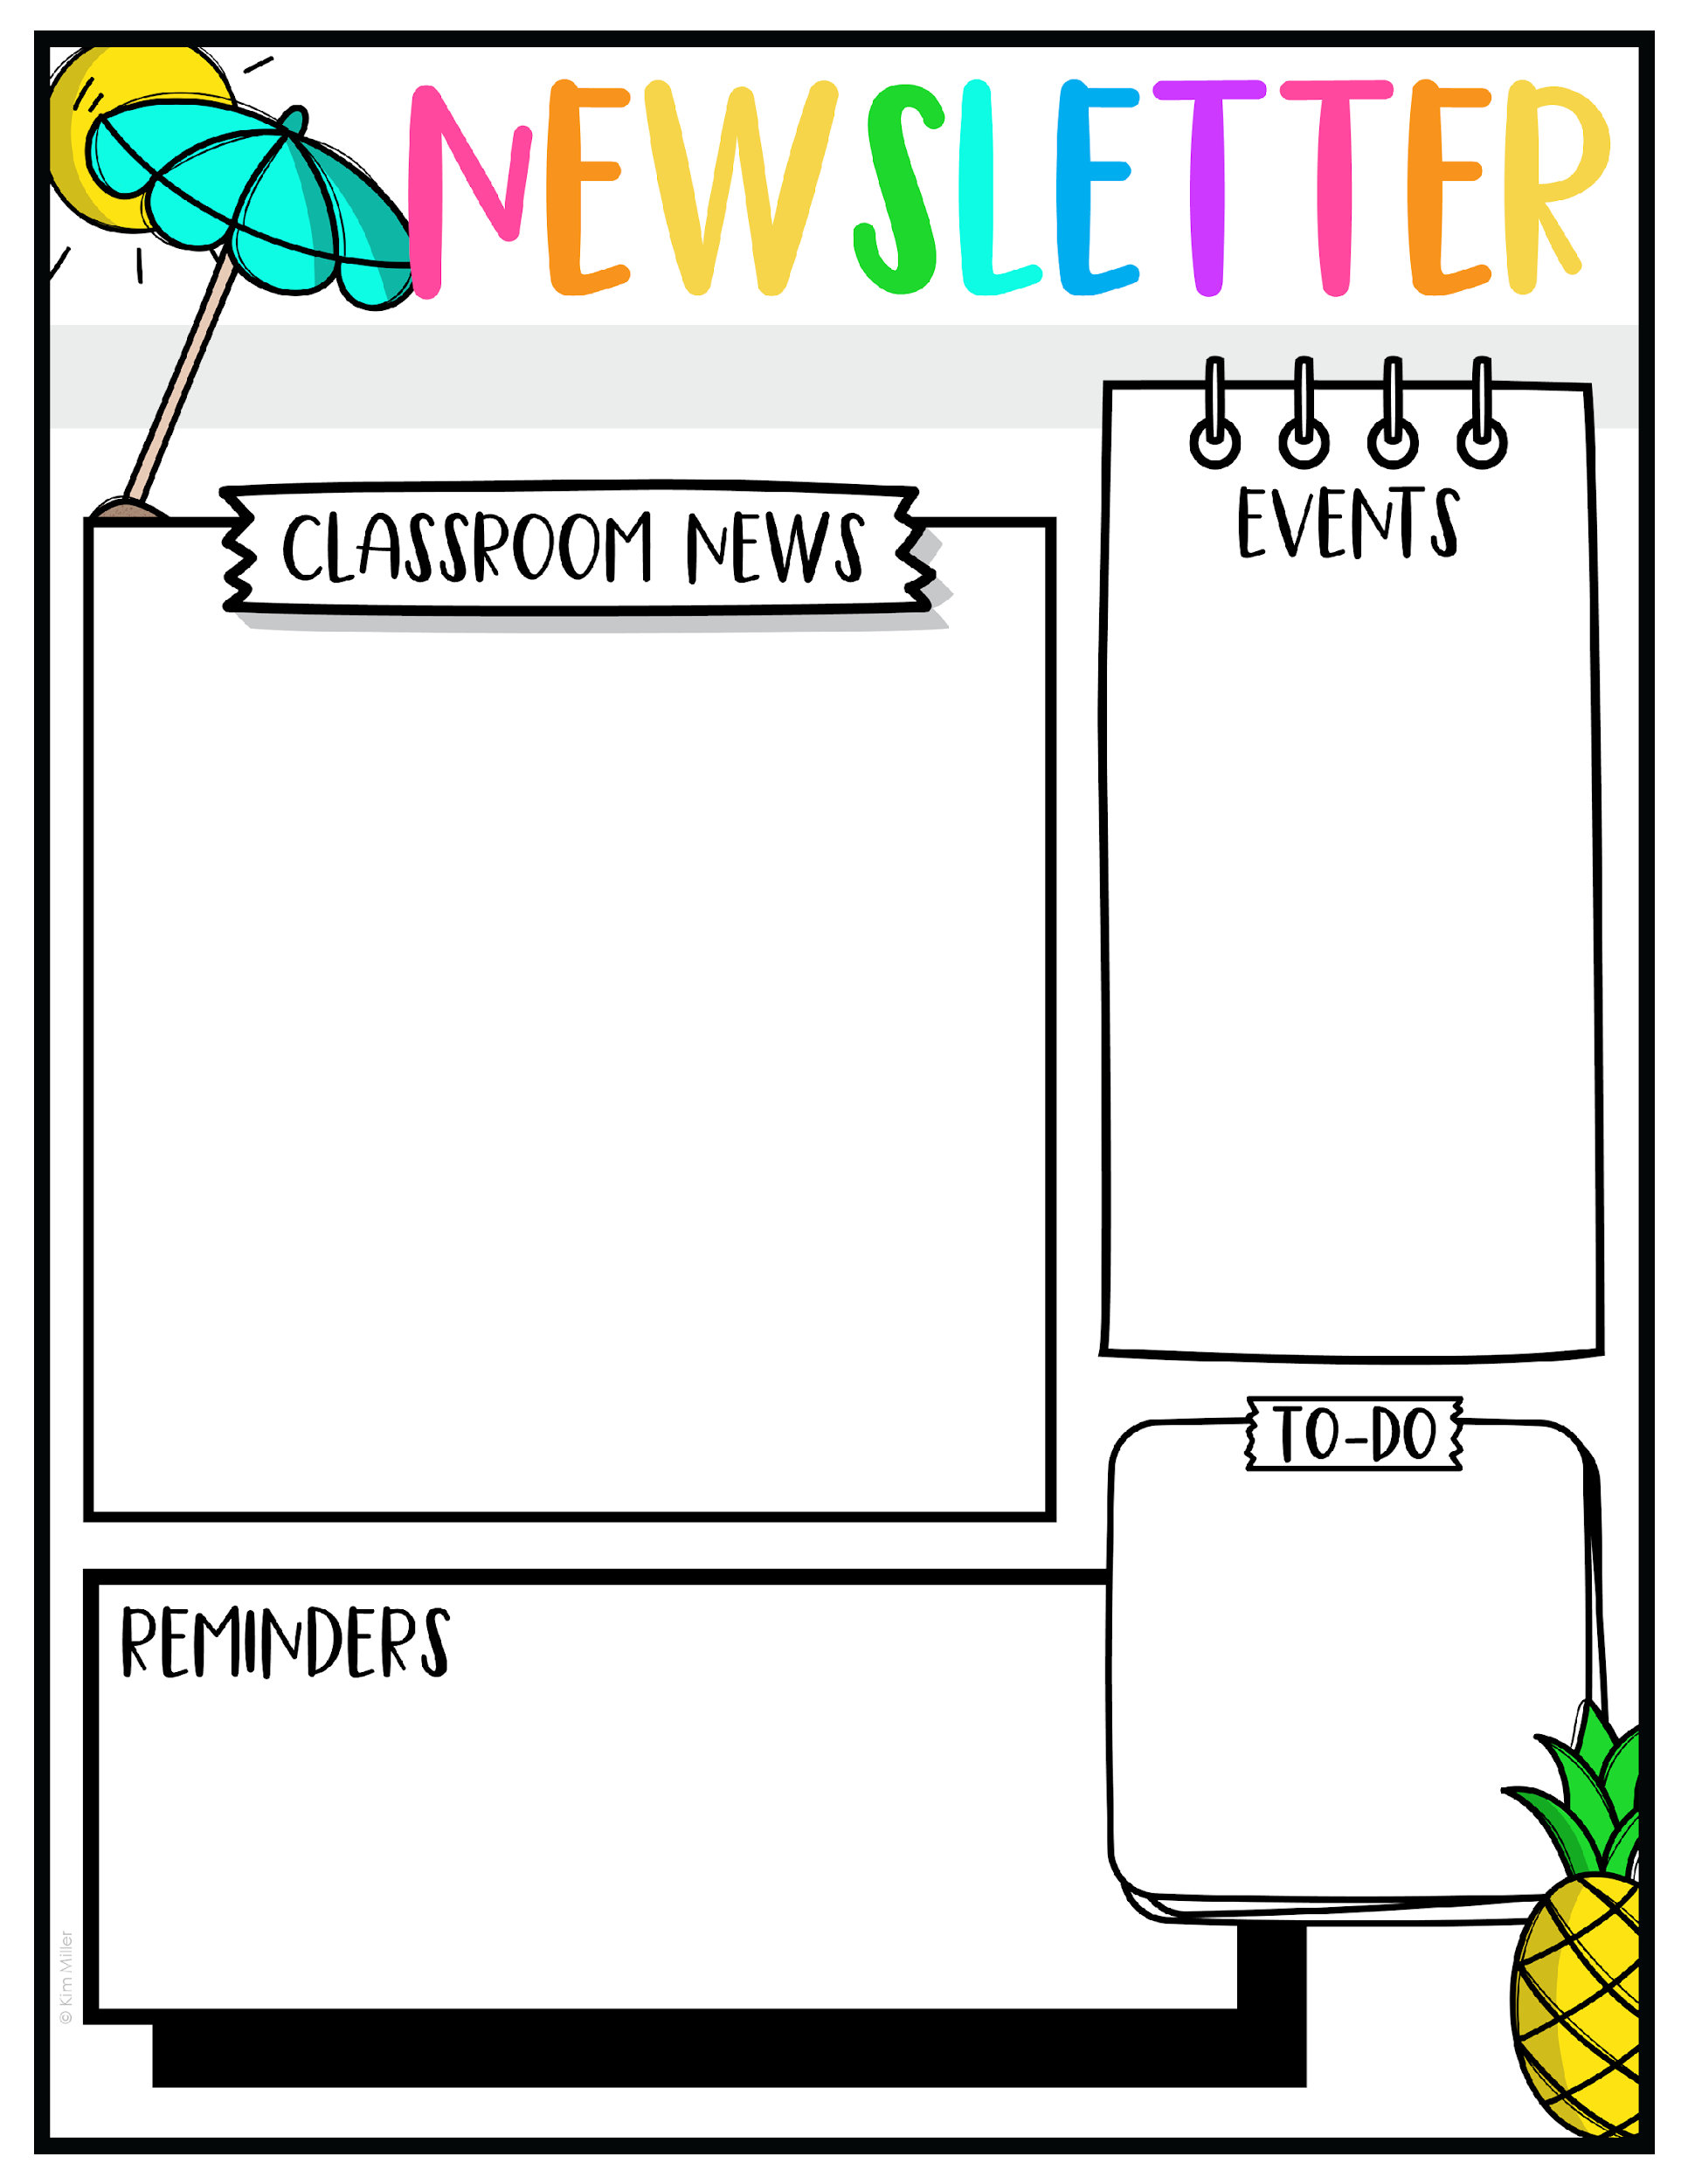 NEWSLETTER
CLASSROOM NEWS
EVENTS
TO-DO
REMINDERS
© Kim Miller